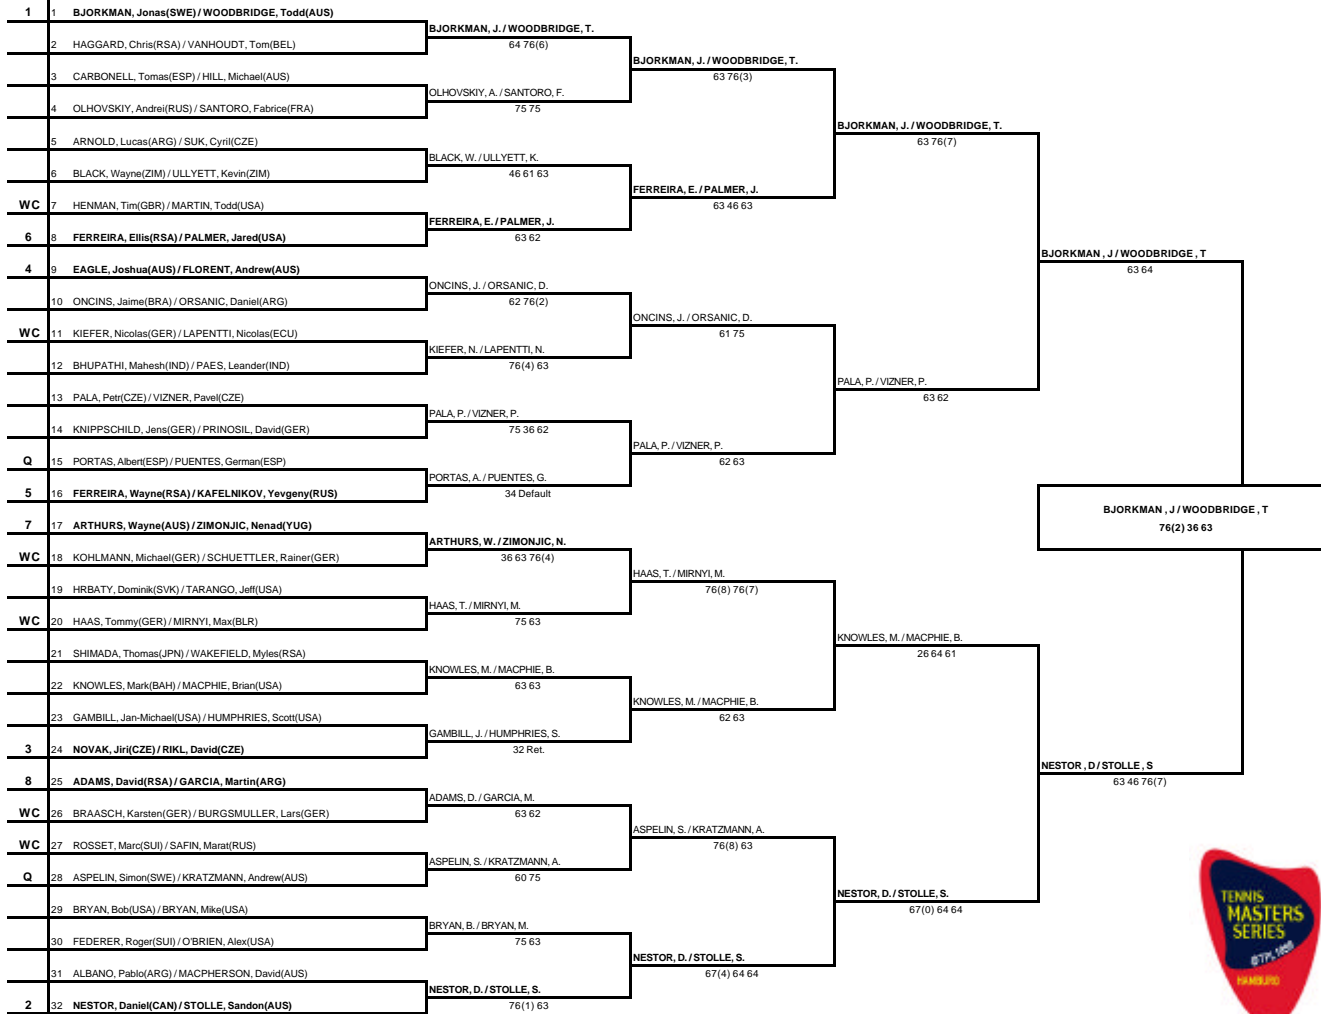 1 1 BJORKMAN, Jonas(SWE) / WOODBRIDGE, Todd(AUS)
BJORKMAN, J. / WOODBRIDGE, T.
2 HAGGARD, Chris(RSA) / VANHOUDT, Tom(BEL)
64 76(6)
BJORKMAN, J. / WOODBRIDGE, T.
3 CARBONELL, Tomas(ESP) / HILL, Michael(AUS)
63 76(3)
OLHOVSKIY, A. / SANTORO, F.
4 OLHOVSKIY, Andrei(RUS) / SANTORO, Fabrice(FRA)
75 75
BJORKMAN, J. / WOODBRIDGE, T.
5 ARNOLD, Lucas(ARG) / SUK, Cyril(CZE)
63 76(7)
BLACK, W. / ULLYETT, K.
6 BLACK, Wayne(ZIM) / ULLYETT, Kevin(ZIM)
46 61 63
FERREIRA, E. / PALMER, J.
WC 7 HENMAN, Tim(GBR) / MARTIN, Todd(USA)
63 46 63
FERREIRA, E. / PALMER, J.
6 8 FERREIRA, Ellis(RSA) / PALMER, Jared(USA)
63 62
BJORKMAN , J / WOODBRIDGE , T
4 9 EAGLE, Joshua(AUS) / FLORENT, Andrew(AUS)
63 64
ONCINS, J. / ORSANIC, D.
10 ONCINS, Jaime(BRA) / ORSANIC, Daniel(ARG)
62 76(2)
ONCINS, J. / ORSANIC, D.
WC 11 KIEFER, Nicolas(GER) / LAPENTTI, Nicolas(ECU)
61 75
KIEFER, N. / LAPENTTI, N.
12 BHUPATHI, Mahesh(IND) / PAES, Leander(IND)
76(4) 63
PALA, P. / VIZNER, P.
13 PALA, Petr(CZE) / VIZNER, Pavel(CZE)
63 62
PALA, P. / VIZNER, P.
14 KNIPPSCHILD, Jens(GER) / PRINOSIL, David(GER)
75 36 62
PALA, P. / VIZNER, P.
Q 15 PORTAS, Albert(ESP) / PUENTES, German(ESP)
62 63
PORTAS, A. / PUENTES, G.
5 16 FERREIRA, Wayne(RSA) / KAFELNIKOV, Yevgeny(RUS)
34 Default
BJORKMAN , J / WOODBRIDGE , T
7 17 ARTHURS, Wayne(AUS) / ZIMONJIC, Nenad(YUG)
76(2) 36 63
ARTHURS, W. / ZIMONJIC, N.
WC 18 KOHLMANN, Michael(GER) / SCHUETTLER, Rainer(GER)
36 63 76(4)
HAAS, T. / MIRNYI, M.
19 HRBATY, Dominik(SVK) / TARANGO, Jeff(USA)
76(8) 76(7)
HAAS, T. / MIRNYI, M.
WC 20 HAAS, Tommy(GER) / MIRNYI, Max(BLR)
75 63
KNOWLES, M. / MACPHIE, B.
21 SHIMADA, Thomas(JPN) / WAKEFIELD, Myles(RSA)
26 64 61
KNOWLES, M. / MACPHIE, B.
22 KNOWLES, Mark(BAH) / MACPHIE, Brian(USA)
63 63
KNOWLES, M. / MACPHIE, B.
23 GAMBILL, Jan-Michael(USA) / HUMPHRIES, Scott(USA)
62 63
GAMBILL, J. / HUMPHRIES, S.
3 24 NOVAK, Jiri(CZE) / RIKL, David(CZE)
32 Ret.
NESTOR , D / STOLLE , S
8 25 ADAMS, David(RSA) / GARCIA, Martin(ARG)
63 46 76(7)
ADAMS, D. / GARCIA, M.
WC 26 BRAASCH, Karsten(GER) / BURGSMULLER, Lars(GER)
63 62
ASPELIN, S. / KRATZMANN, A.
WC 27 ROSSET, Marc(SUI) / SAFIN, Marat(RUS)
76(8) 63
ASPELIN, S. / KRATZMANN, A.
Q 28 ASPELIN, Simon(SWE) / KRATZMANN, Andrew(AUS)
60 75
NESTOR, D. / STOLLE, S.
29 BRYAN, Bob(USA) / BRYAN, Mike(USA)
67(0) 64 64
BRYAN, B. / BRYAN, M.
30 FEDERER, Roger(SUI) / O'BRIEN, Alex(USA)
75 63
NESTOR, D. / STOLLE, S.
31 ALBANO, Pablo(ARG) / MACPHERSON, David(AUS)
67(4) 64 64
NESTOR, D. / STOLLE, S.
2 32 NESTOR, Daniel(CAN) / STOLLE, Sandon(AUS)
76(1) 63
TENNIS
MASTERS
SERIES
HAMBURG